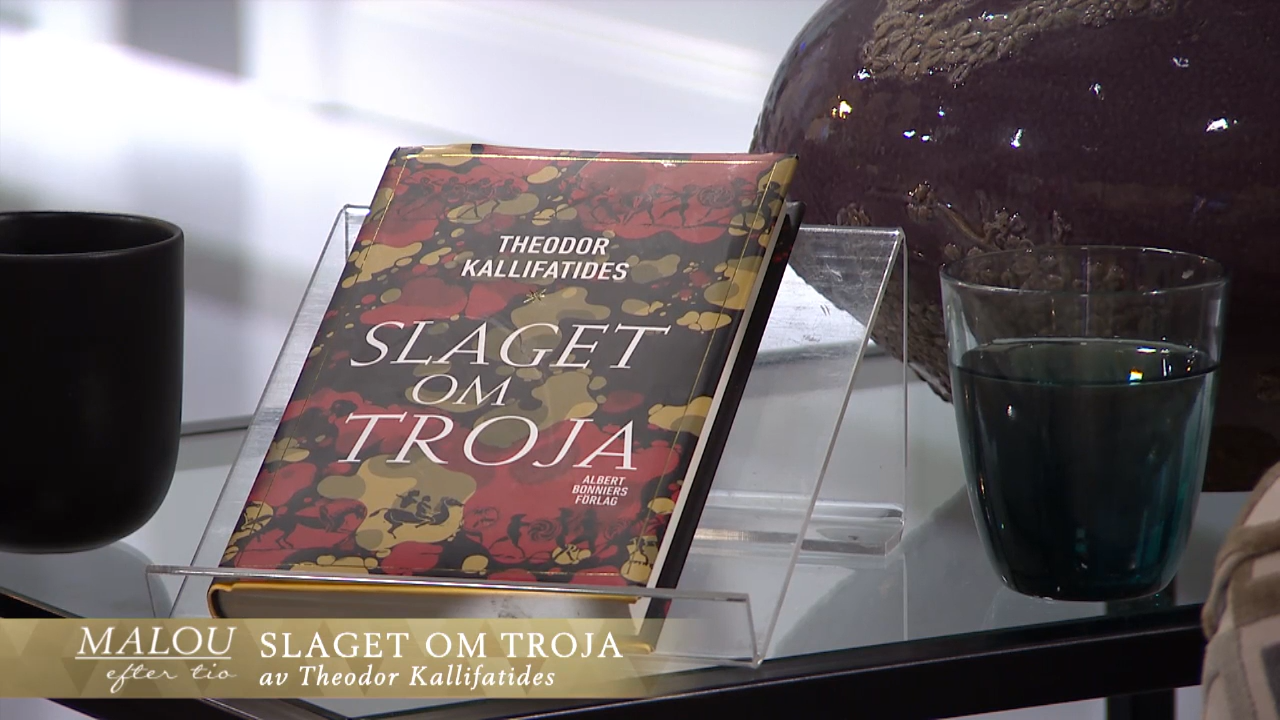 THEODOR
KALLIFATIDES
SLAGET
OM
TROJA
ALBERT
BONNIERS
FÖRLAG
MALOU
efter tio
SLAGET OM TROJA
av Theodor Kallifatides